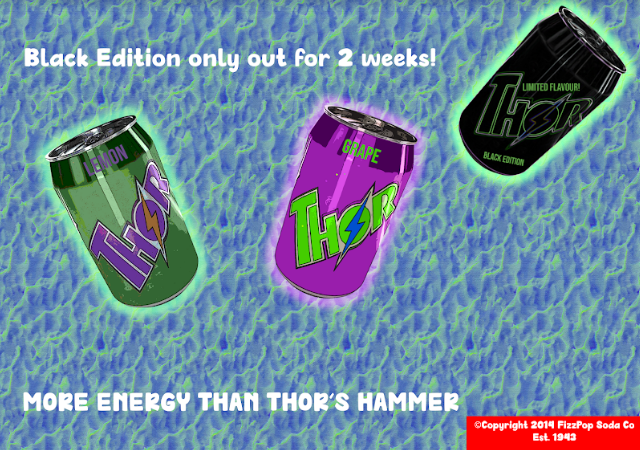 Black Edition only out for 2 weeks!
LIMITED FLAVOUR!
THOR
BLACK EDITION
LEMON
THOR
GRAPE
THOR
MORE ENERGY THAN THOR'S HAMMER
©Copyright 2014 FizzPop Soda Co
Est. 1943